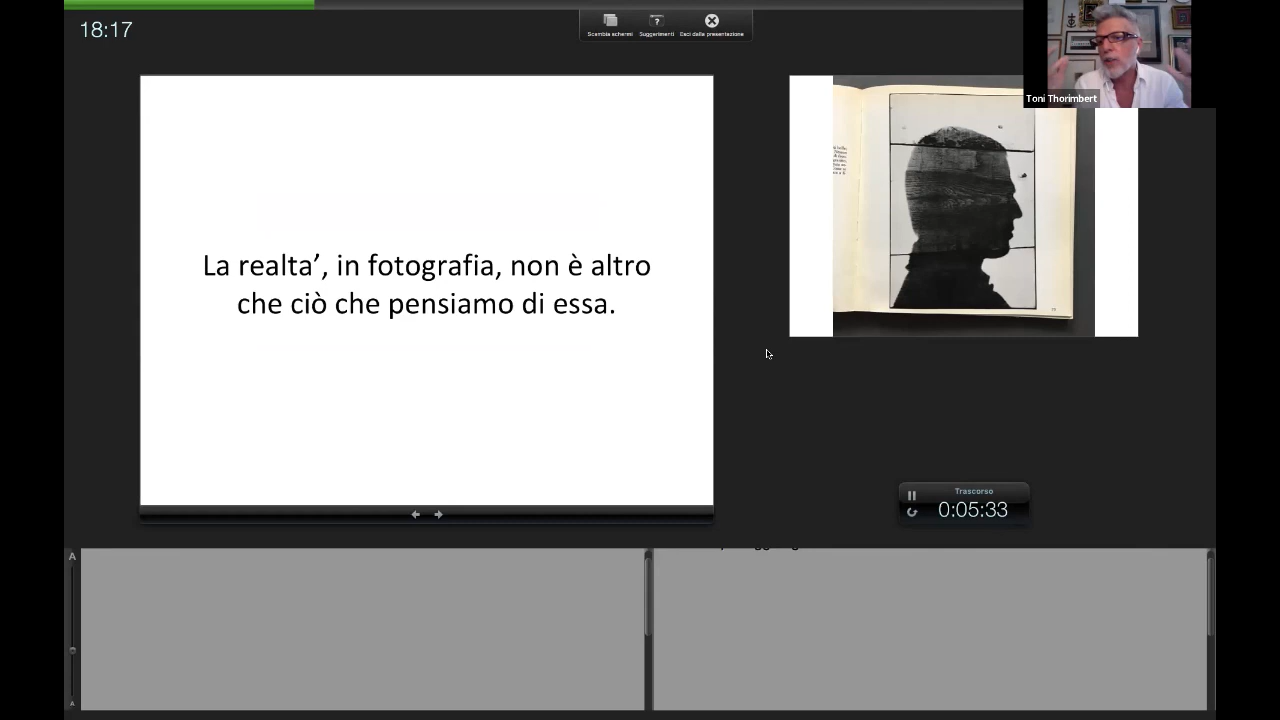 18:17
Scambia schermi
Suggerimenti
Esci dalla presentazione
Toni Thorimbert
La realta’, in fotografia, non è altro
che ciò che pensiamo di essa.
Trascorso
0:05:33
A
A